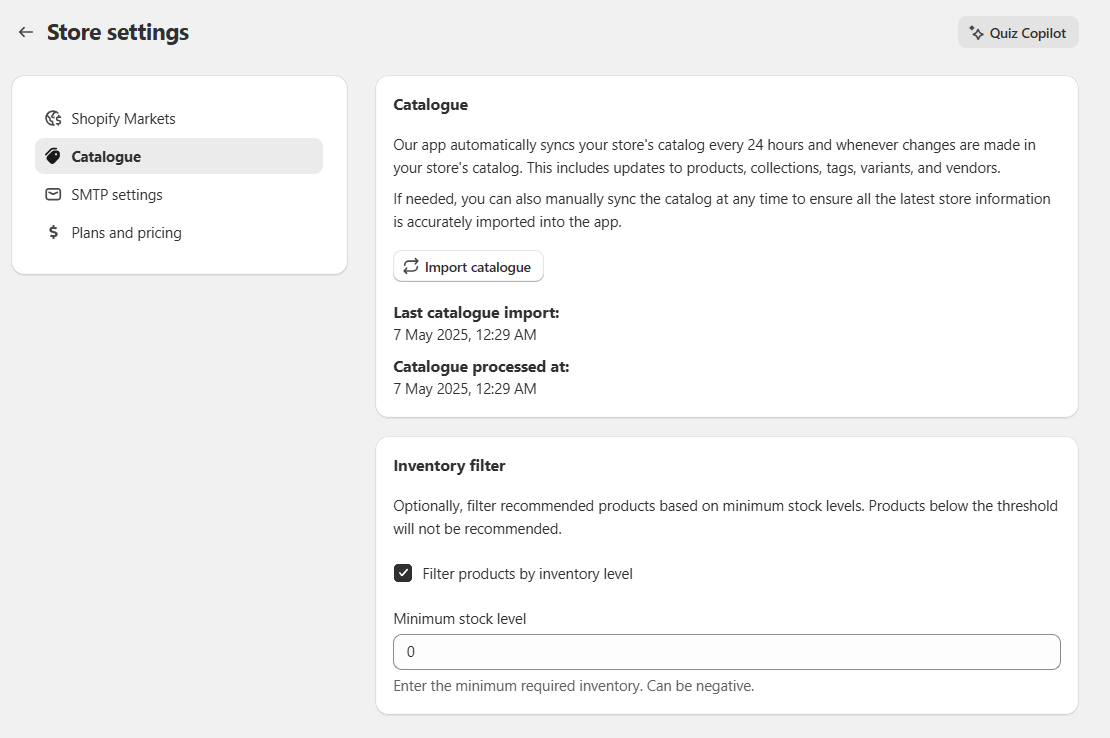 Store settings
Quiz Copilot
Shopify Markets
Catalogue
SMTP settings
Plans and pricing
Catalogue
Our app automatically syncs your store's catalog every 24 hours and whenever changes are made in
your store's catalog. This includes updates to products, collections, tags, variants, and vendors.
If needed, you can also manually sync the catalog at any time to ensure all the latest store information
is accurately imported into the app.
Import catalogue
Last catalogue import:
7 May 2025, 12:29 AM
Catalogue processed at:
7 May 2025, 12:29 AM
Inventory filter
Optionally, filter recommended products based on minimum stock levels. Products below the threshold
will not be recommended.
Filter products by inventory level
Minimum stock level
0
Enter the minimum required inventory. Can be negative.